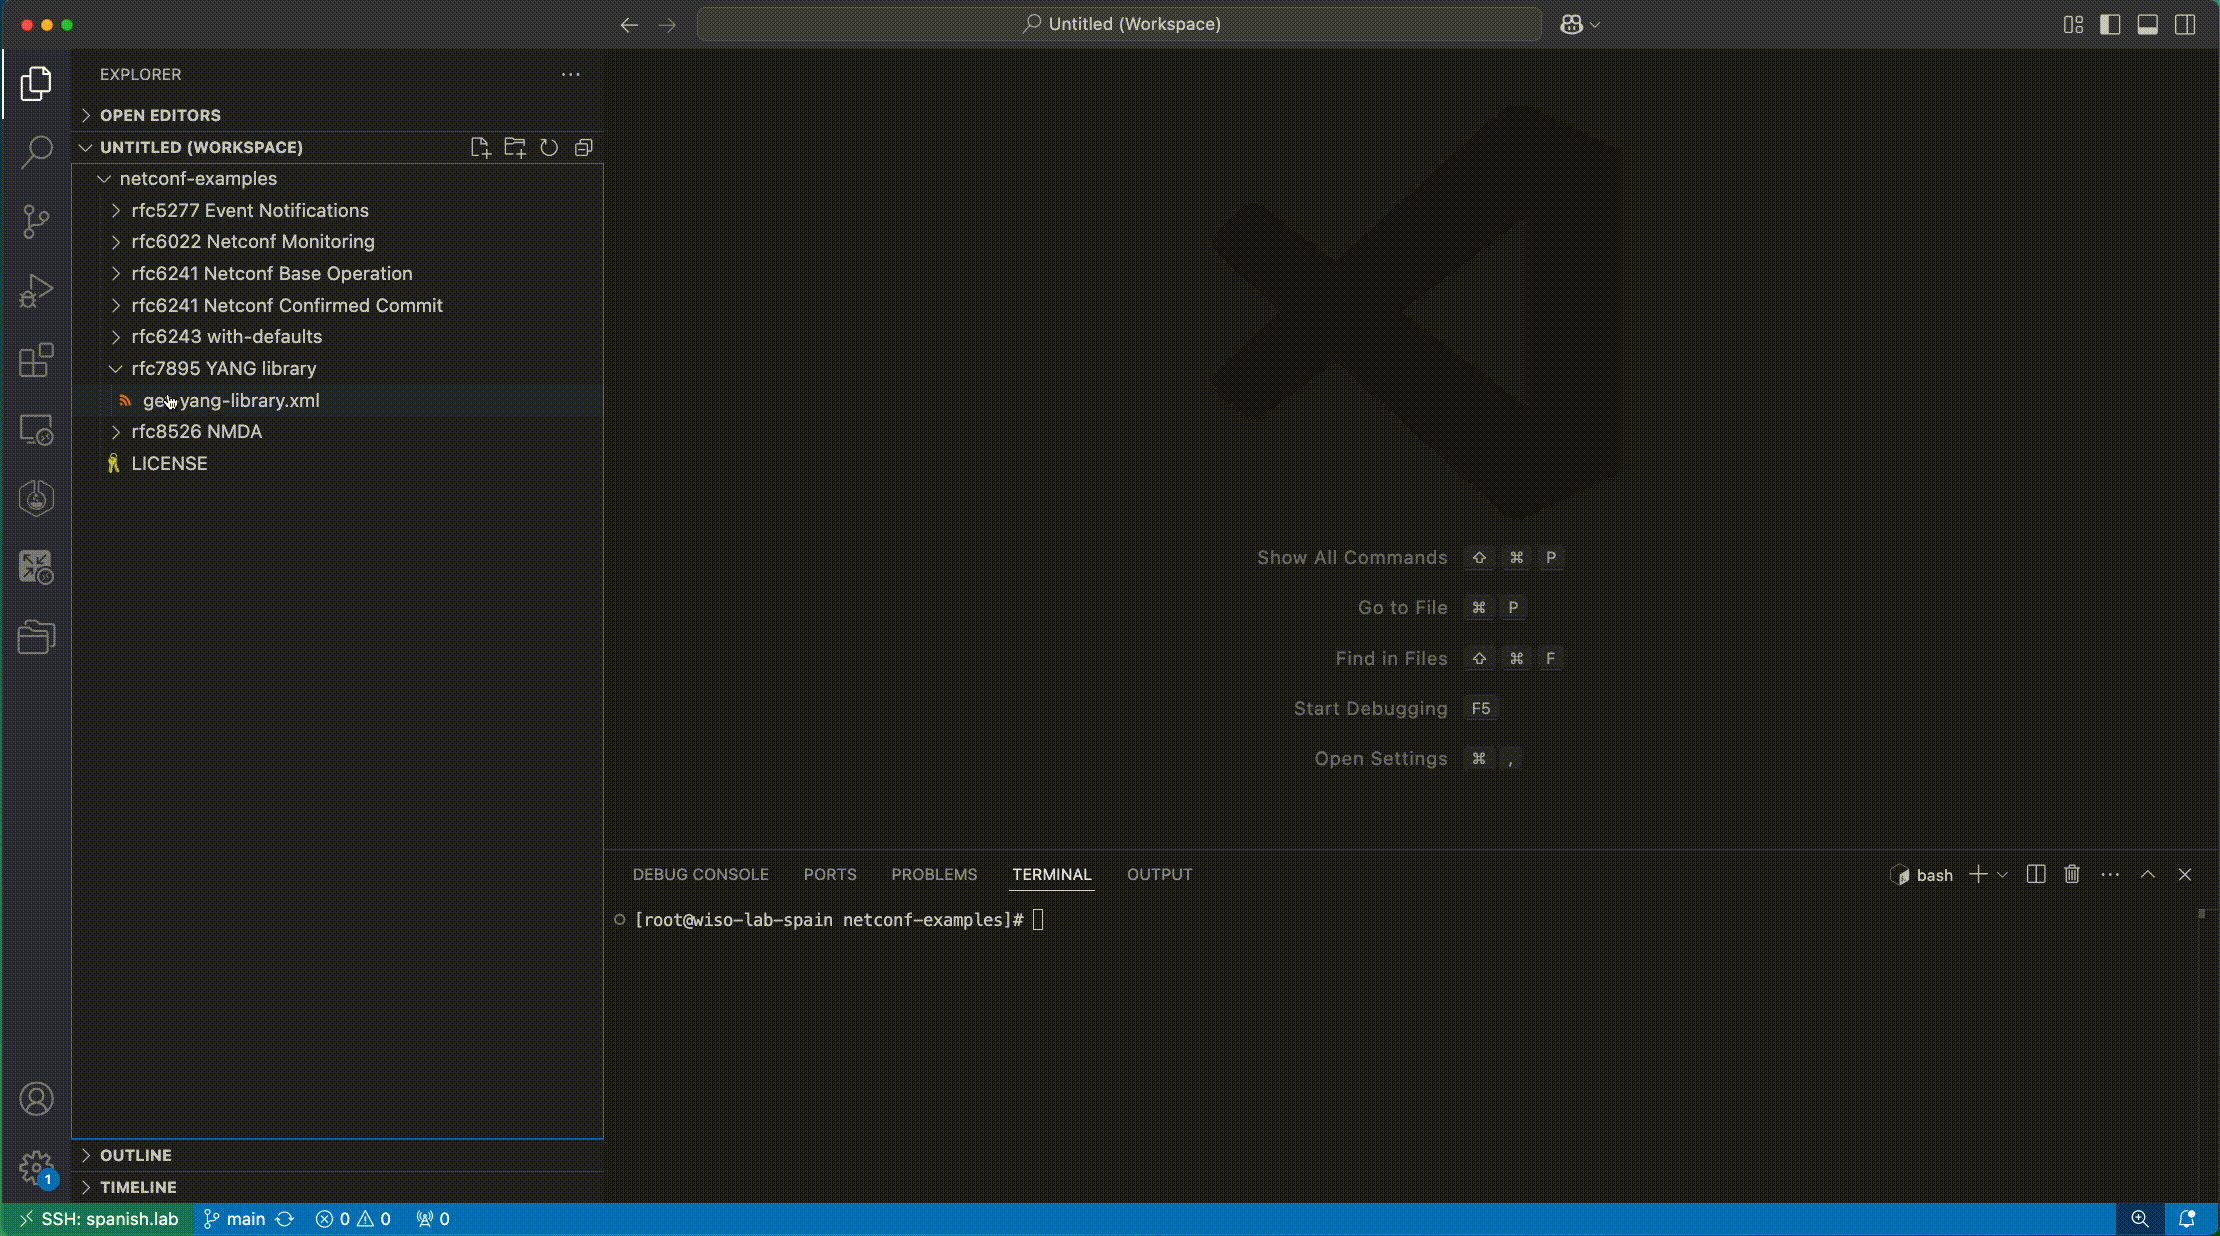 Untitled (Workspace)
EXPLORER
OPEN EDITORS
UNTITLED (WORKSPACE)
netconf-examples
rfc5277 Event Notifications
rfc6022 Netconf Monitoring
rfc6241 Netconf Base Operation
rfc6241 Netconf Confirmed Commit
rfc6243 with-defaults
rfc7895 YANG library
get-yang-library.xml
rfc8526 NMDA
LICENSE
Show All Commands ⇧ ⌘ P
Go to File ⌘ P
Find in Files ⇧ ⌘ F
Start Debugging F5
Open Settings ⌘ ,
DEBUG CONSOLE PORTS PROBLEMS TERMINAL OUTPUT bash
[root@wiso-lab-spain netconf-examples]#
OUTLINE
1
TIMELINE
SSH: spanish.lab main 0 0 0